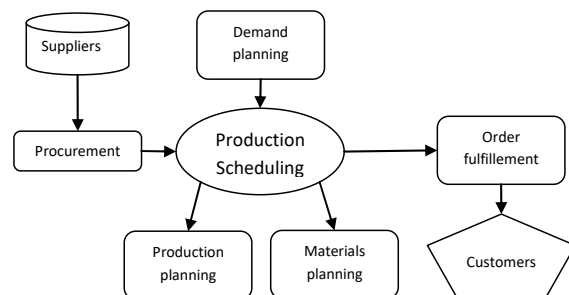 Suppliers
Demand
planning
Procurement
Production
Scheduling
Order
fulfillement
Production
planning
Materials
planning
Customers